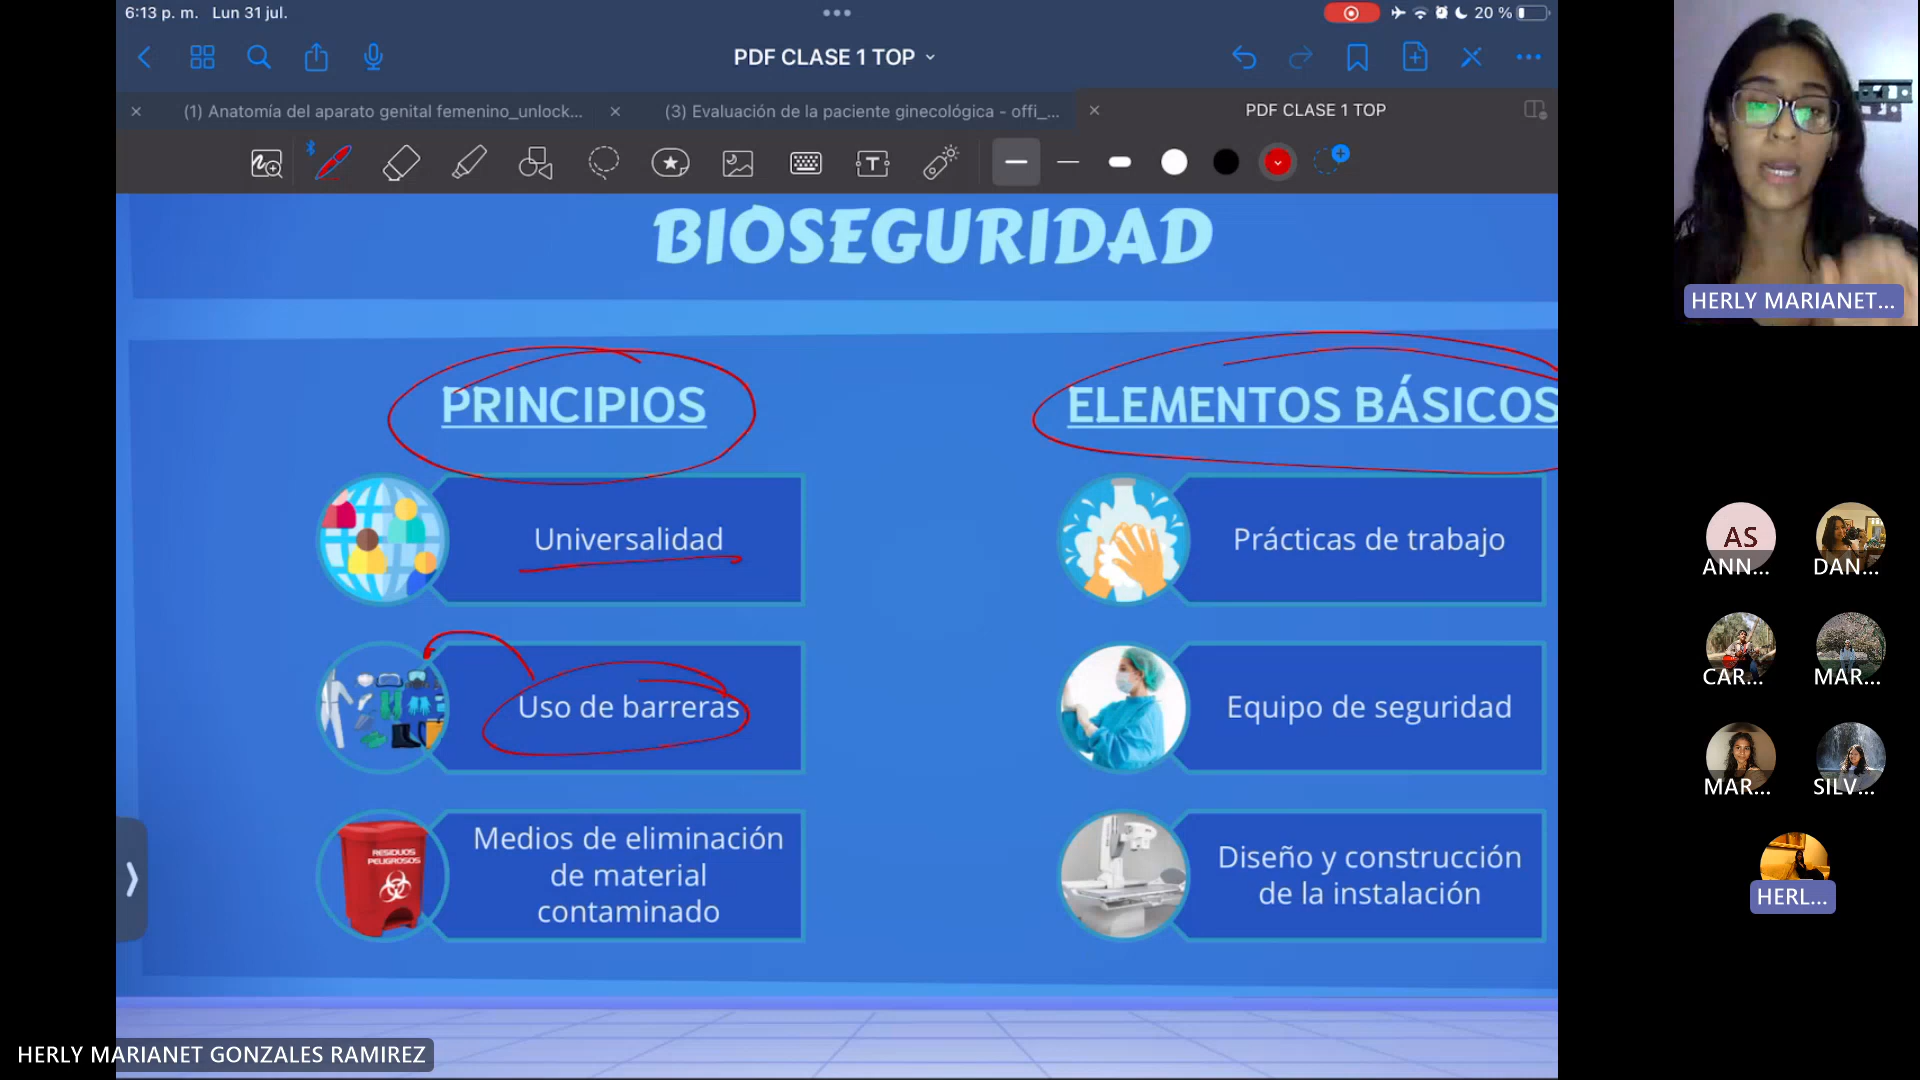 6:13 p. m. Lun 31 jul.
20 %
PDF CLASE 1 TOP
(1) Anatomía del aparato genital femenino_unlock...
(3) Evaluación de la paciente ginecológica - offi_...
PDF CLASE 1 TOP
T
BIOSEGURIDAD
PRINCIPIOS
Universalidad
Uso de barreras
RESIDUOS
PELIGROSOS
Medios de eliminación
de material
contaminado
ELEMENTOS BÁSICOS
Prácticas de trabajo
Equipo de seguridad
Diseño y construcción
de la instalación
HERLY MARIANET...
AS
ANN...
DAN...
CAR...
MAR...
MAR...
SILV...
HERL...
HERLY MARIANET GONZALES RAMIREZ